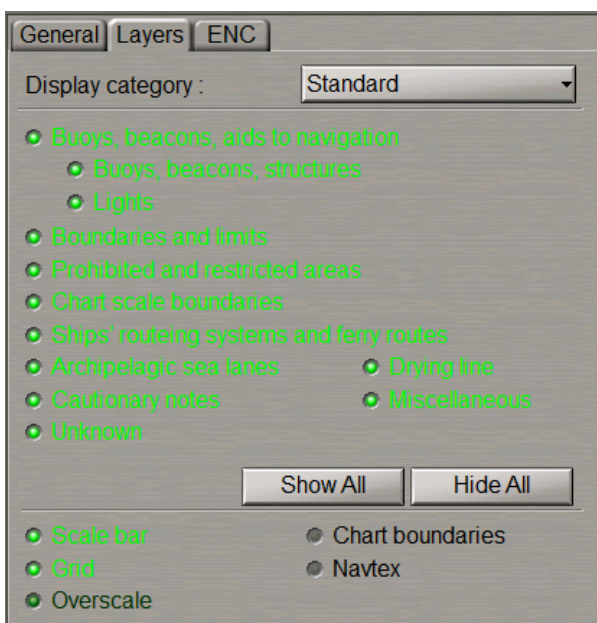 General Layers ENC
Display category : Standard
Buoys, beacons, aids to navigation
Buoys, beacons, structures
Lights
Boundaries and limits
Prohibited and restricted areas
Chart scale boundaries
Ships' routeing systems and ferry routes
Archipelagic sea lanes Drying line
Cautionary notes Miscellaneous
Unknown
Show All Hide All
Scale bar Chart boundaries
Grid Navtex
Overscale